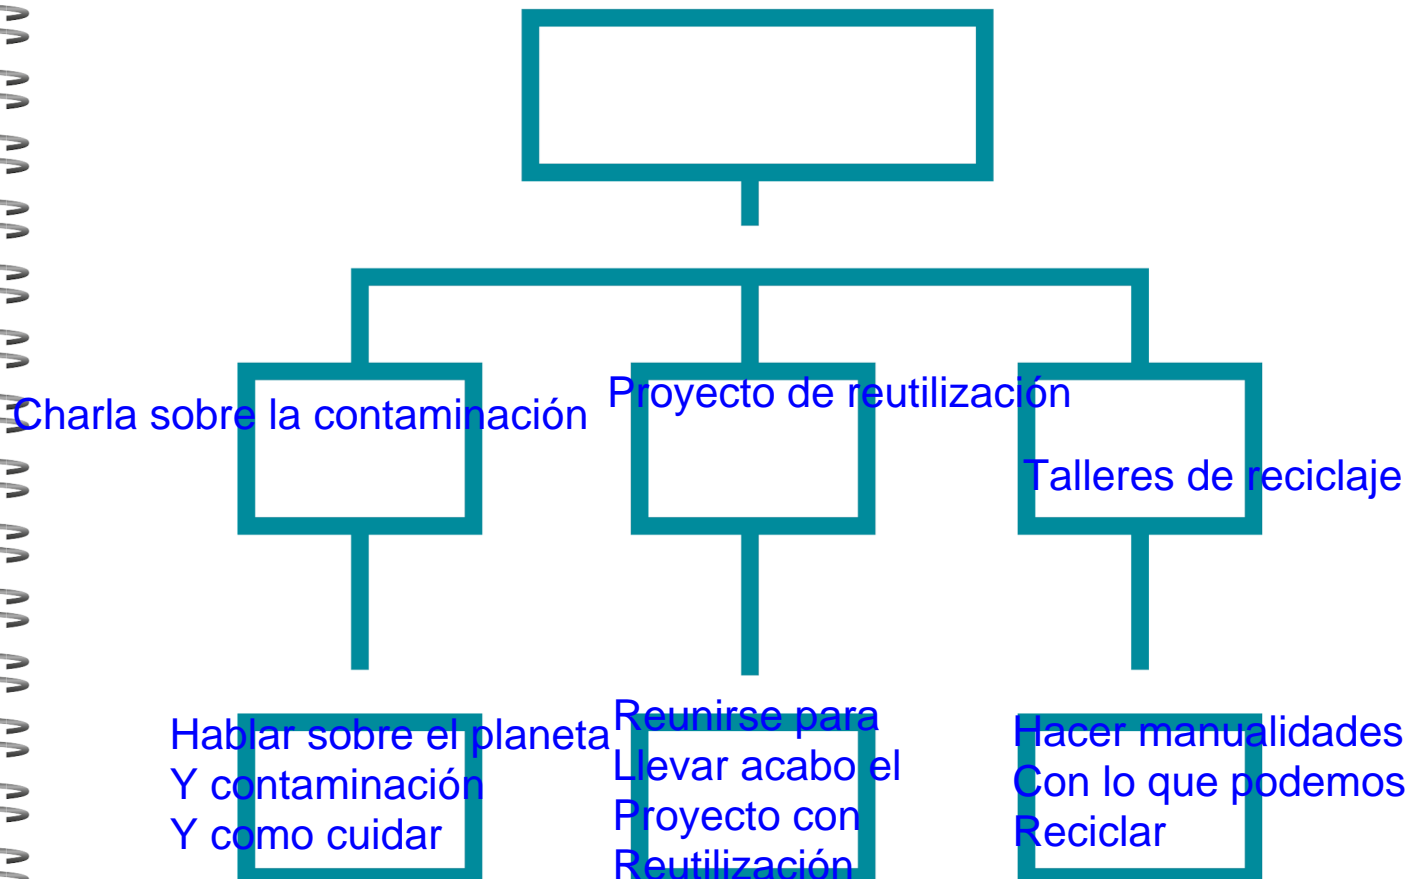 Charla sobre la contaminación
Proyecto de reutilización
Talleres de reciclaje
Hablar sobre el planeta
Y contaminación
Y como cuidar
Reunirse para
Llevar acabo el
Proyecto con
Reutilización
Hacer manualidades
Con lo que podemos
Reciclar